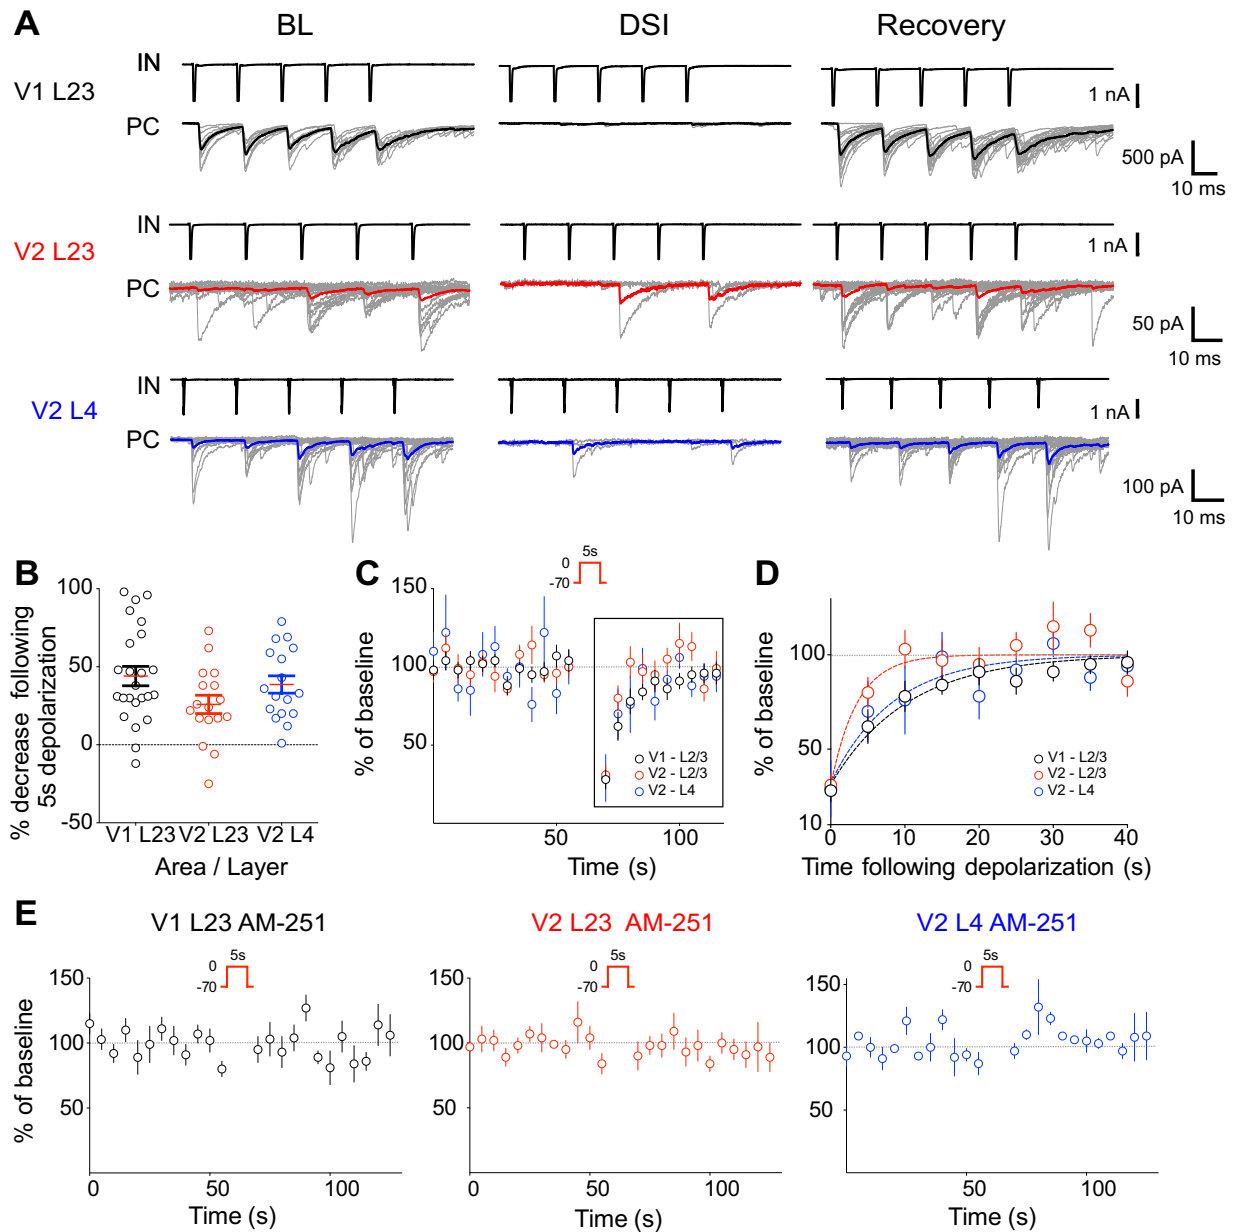 A
BL
DSI
Recovery
V1 L23
IN
PC
1 nA
500 pA
10 ms
V2 L23
IN
PC
1 nA
50 pA
10 ms
V2 L4
IN
PC
1 nA
100 pA
10 ms
B
% decrease following
5s depolarization
100
50
0
-50
V1 L23 V2 L23 V2 L4
Area / Layer
C
5s
0
-70
% of baseline
150
100
50
50
100
V1 - L2/3
V2 - L2/3
V2 - L4
Time (s)
D
% of baseline
100
50
10
0
10
20
30
40
V1 - L2/3
V2 - L2/3
V2 - L4
Time following depolarization (s)
E
V1 L23 AM-251
5s
0
-70
% of baseline
150
100
50
0
50
100
Time (s)
V2 L23 AM-251
5s
0
-70
150
100
50
0
50
100
Time (s)
V2 L4 AM-251
5s
0
-70
150
100
50
50
100
Time (s)